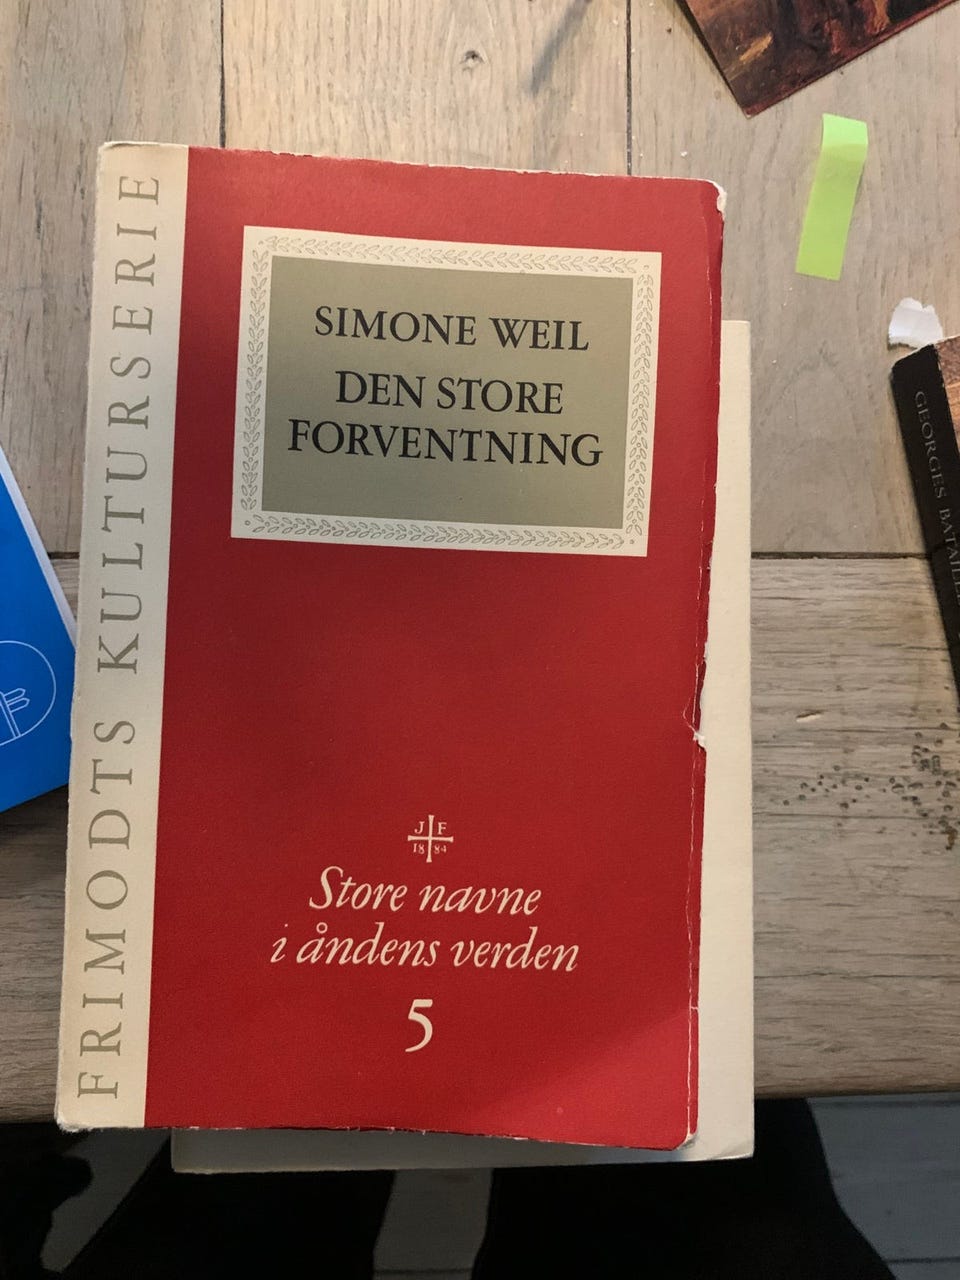 FRIMODTS KULTURSERIE
SIMONE WEIL
DEN STORE
FORVENTNING
J F
18 84
Store navne
i åndens verden
5
GEORGES BATAILLE